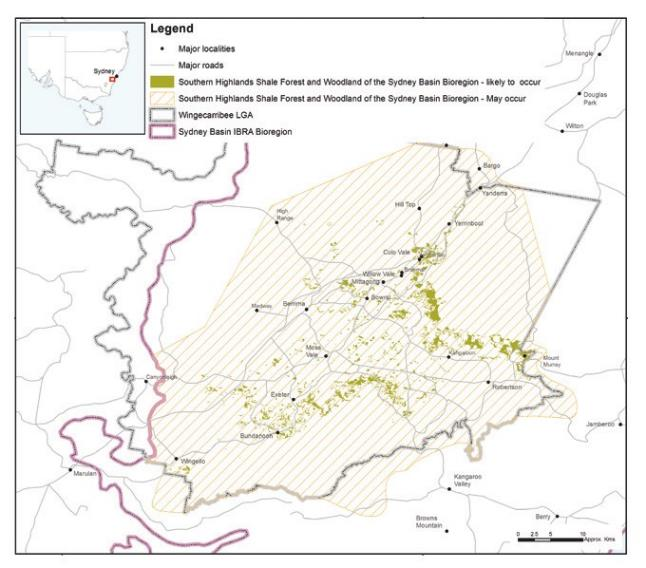 Sydney
Legend
Major localities
Major roads
Southern Highlands Shale Forest and Woodland of the Sydney Basin Bioregion - likely to occur
Southern Highlands Shale Forest and Woodland of the Sydney Basin Bioregion - May occur
Wingecarribee LGA
Sydney Basin IBRA Bioregion
Menangle
Douglas
Park
Wilton
Bargo
Yanderra
Hill Top
High
Range
Yerrinbool
Colo Vale
Willow Vale
Mittagong
Bowral
Medway
Berrima
Moss
Vale
Kangaloon
Mount
Murray
Canyonleigh
Robertson
Exeter
Bundanoon
Jamberoo
Wingello
Marulan
Kangaroo
Valley
Browns
Mountain
Berry
0 2.5 5 10
Approx. Kms